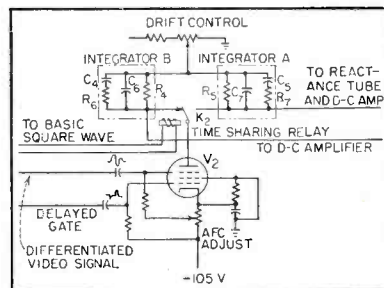 DRIFT CONTROL
INTEGRATOR B
INTEGRATOR A
C4
C6
R4
R6
R5
C7
C5
R7
TO REACT-
ANCE TUBE
AND D-C AMP
K2
TO BASIC
SQUARE WAVE
TIME SHARING RELAY
TO D-C AMPLIFIER
V2
DELAYED
GATE
AFC
ADJUST
DIFFERENTIATED
VIDEO SIGNAL
-105 V